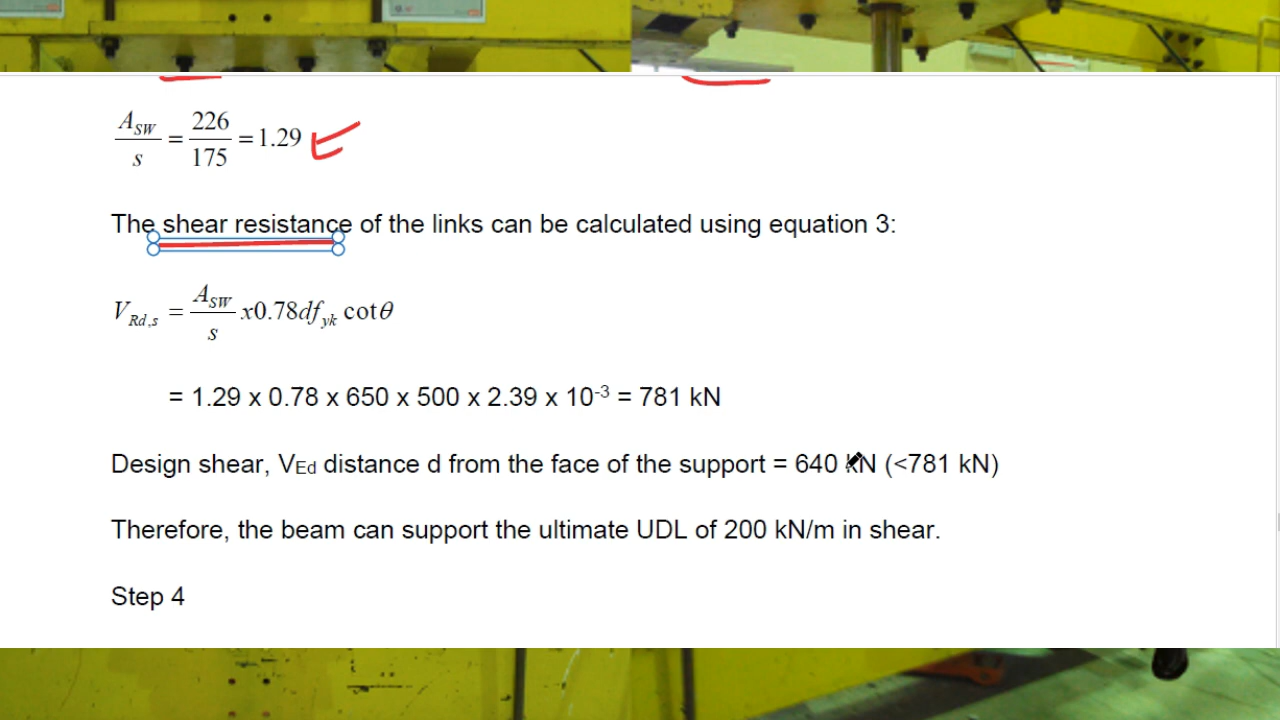 A_SW / s = 226 / 175 = 1.29
The shear resistance of the links can be calculated using equation 3:
V_Rd,s = A_SW / s x0.78df_yk cotθ
= 1.29 x 0.78 x 650 x 500 x 2.39 x 10⁻³ = 781 kN
Design shear, V_Ed distance d from the face of the support = 640 kN (<781 kN)
Therefore, the beam can support the ultimate UDL of 200 kN/m in shear.
Step 4